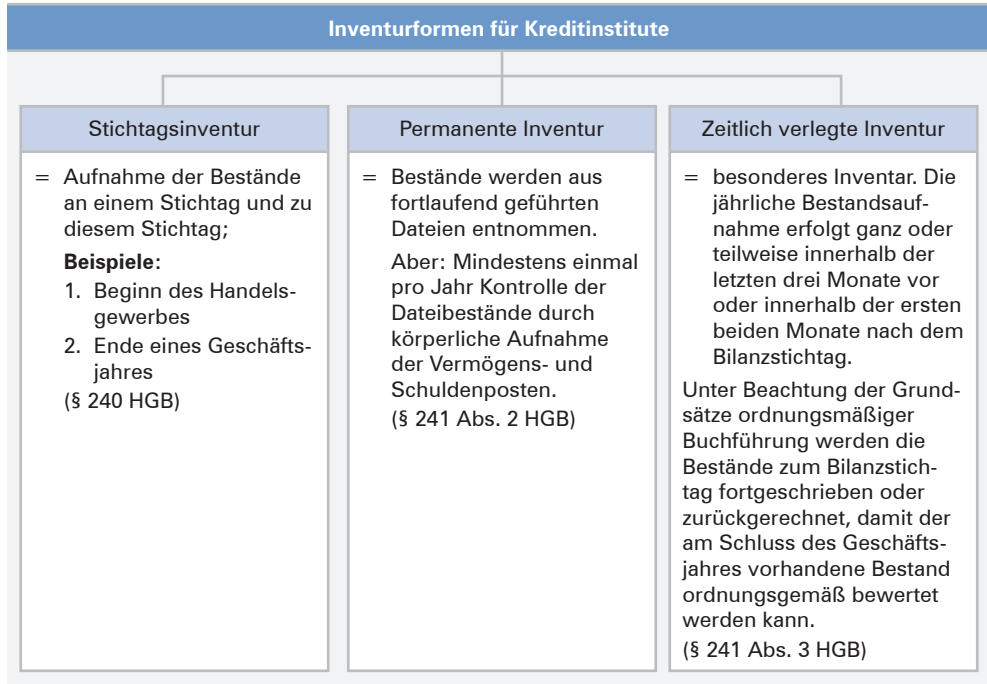 Inventurformen für Kreditinstitute
Stichtagsinventur
= Aufnahme der Bestände
an einem Stichtag und zu
diesem Stichtag;
Beispiele:
1. Beginn des Handels-
gewerbes
2. Ende eines Geschäfts-
jahres
(§ 240 HGB)
Permanente Inventur
= Bestände werden aus
fortlaufend geführten
Dateien entnommen.
Aber: Mindestens einmal
pro Jahr Kontrolle der
Dateibestände durch
körperliche Aufnahme
der Vermögens- und
Schuldenposten.
(§ 241 Abs. 2 HGB)
Zeitlich verlegte Inventur
= besonderes Inventar. Die
jährliche Bestandsauf-
nahme erfolgt ganz oder
teilweise innerhalb der
letzten drei Monate vor
oder innerhalb der ersten
beiden Monate nach dem
Bilanzstichtag.
Unter Beachtung der Grund-
sätze ordnungsmäßiger
Buchführung werden die
Bestände zum Bilanzstich-
tag fortgeschrieben oder
zurückgerechnet, damit der
am Schluss des Geschäfts-
jahres vorhandene Bestand
ordnungsgemäß bewertet
werden kann.
(§ 241 Abs. 3 HGB)